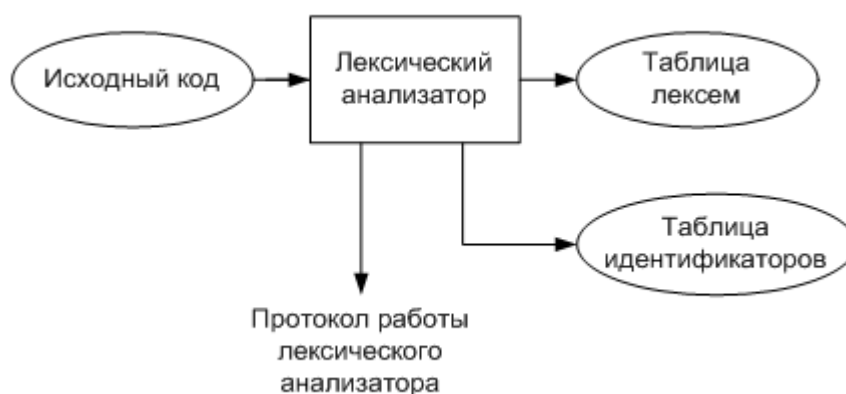 Исходный код
Лексический
анализатор
Таблица
лексем
Таблица
идентификаторов
Протокол работы
лексического
анализатора